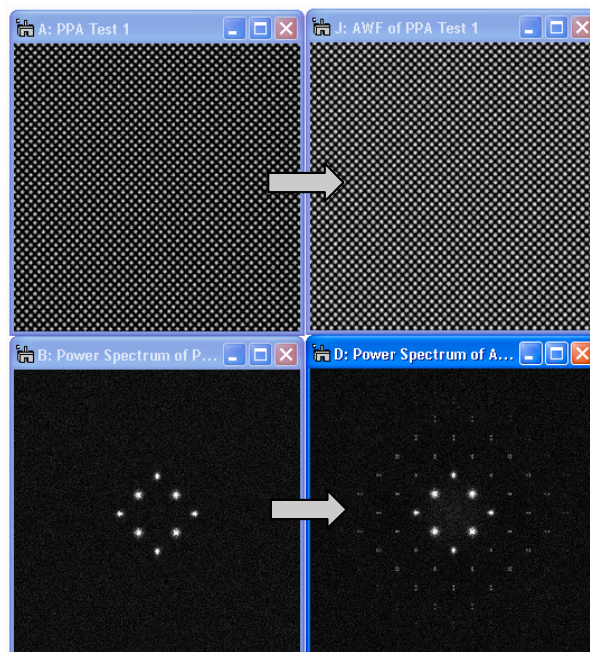 A: PPA Test 1
J: AWF of PPA Test 1
B: Power Spectrum of P...
D: Power Spectrum of A...